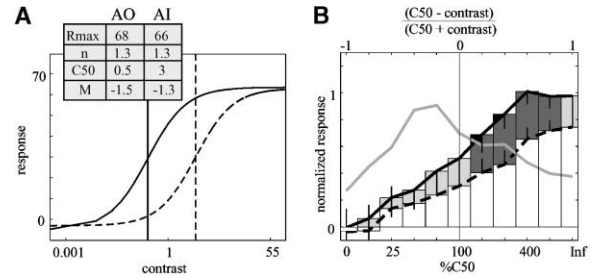 A
AO AI
Rmax 68 66
n 1.3 1.3
C50 0.5 3
M -1.5 -1.3
70
response
0
0.001 1 55
contrast
B
(C50 - contrast)
(C50 + contrast)
-1 0 1
1
normalized response
0
0 25 100 400 Inf
%C50